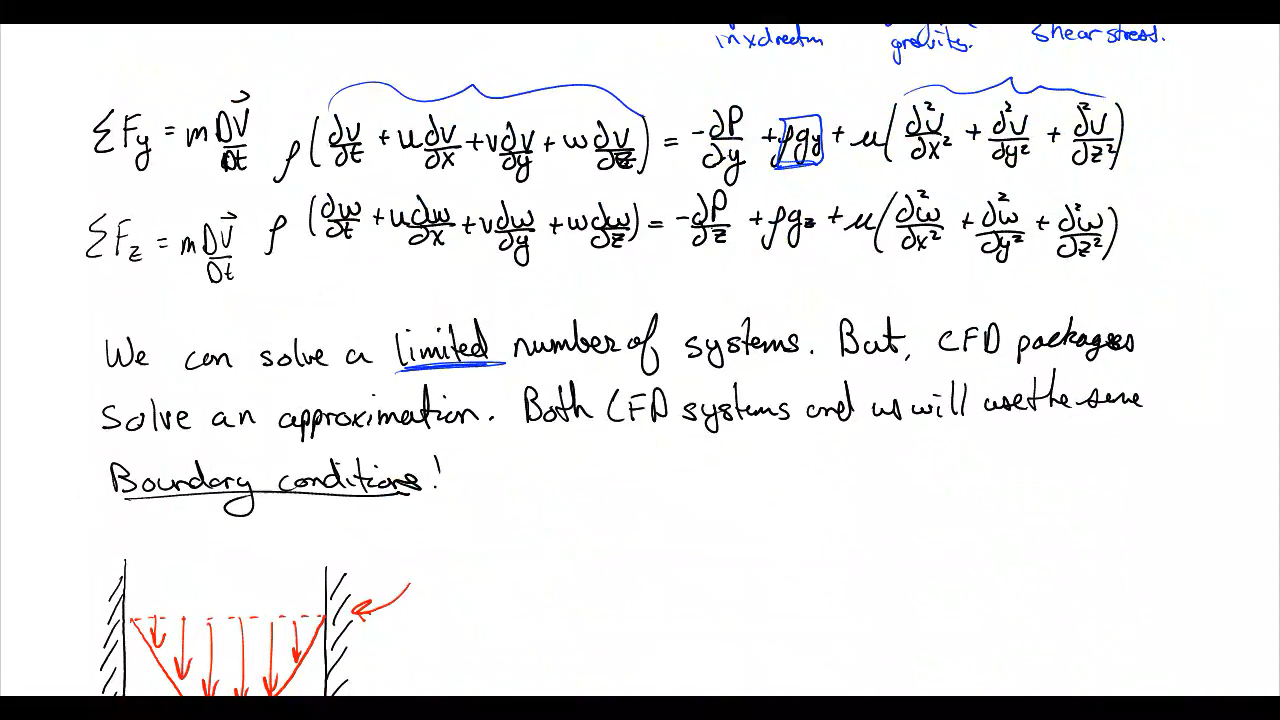 in x direction gravity. shear stress.
ΣFy = m DV⃗/Dt ρ(∂v/∂t + u∂v/∂x + v∂v/∂y + w∂v/∂z) = -∂P/∂y + ρgy + μ(∂²v/∂x² + ∂²v/∂y² + ∂²v/∂z²)
ΣFz = m DV⃗/Dt ρ(∂w/∂t + u∂w/∂x + v∂w/∂y + w∂w/∂z) = -∂P/∂z + ρgz + μ(∂²w/∂x² + ∂²w/∂y² + ∂²w/∂z²)
We can solve a limited number of systems. But, CFD packages
solve an approximation. Both CFD systems and us will use the same
Boundary conditions!